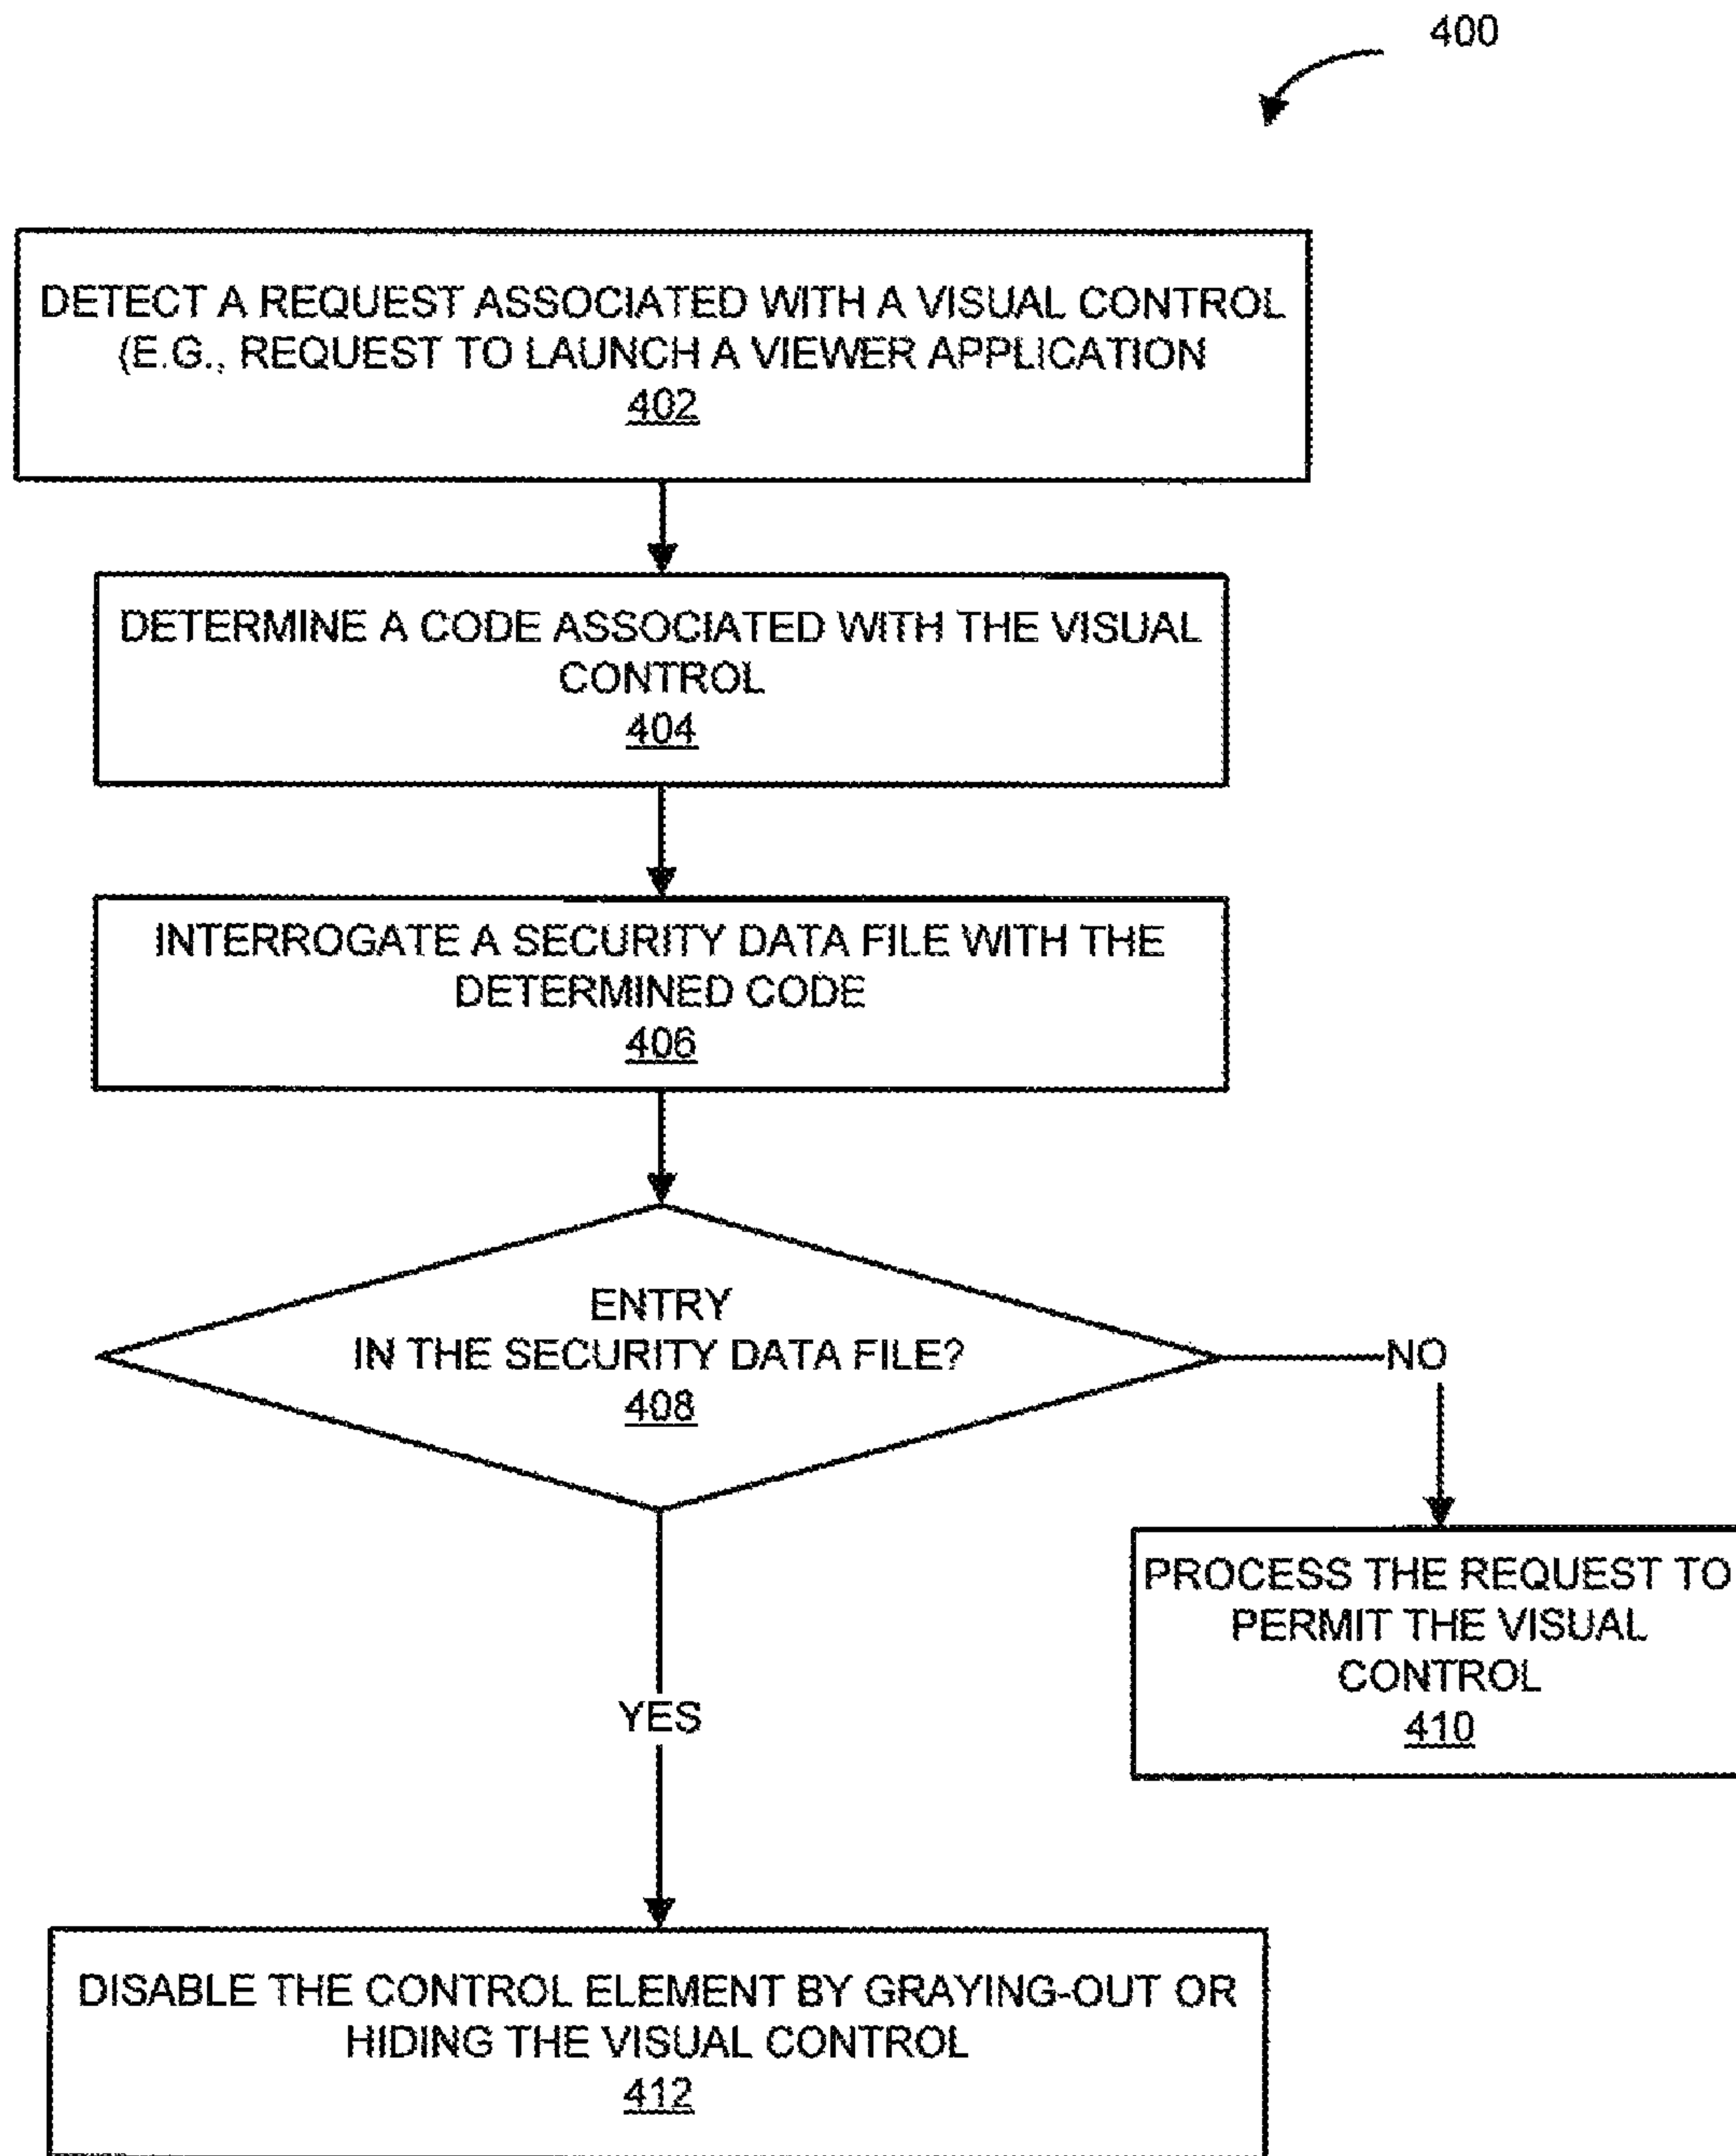 400
DETECT A REQUEST ASSOCIATED WITH A VISUAL CONTROL
(E.G., REQUEST TO LAUNCH A VIEWER APPLICATION
402
DETERMINE A CODE ASSOCIATED WITH THE VISUAL
CONTROL
404
INTERROGATE A SECURITY DATA FILE WITH THE
DETERMINED CODE
406
ENTRY
IN THE SECURITY DATA FILE?
408
NO
PROCESS THE REQUEST TO
PERMIT THE VISUAL
CONTROL
410
YES
DISABLE THE CONTROL ELEMENT BY GRAYING-OUT OR
HIDING THE VISUAL CONTROL
412